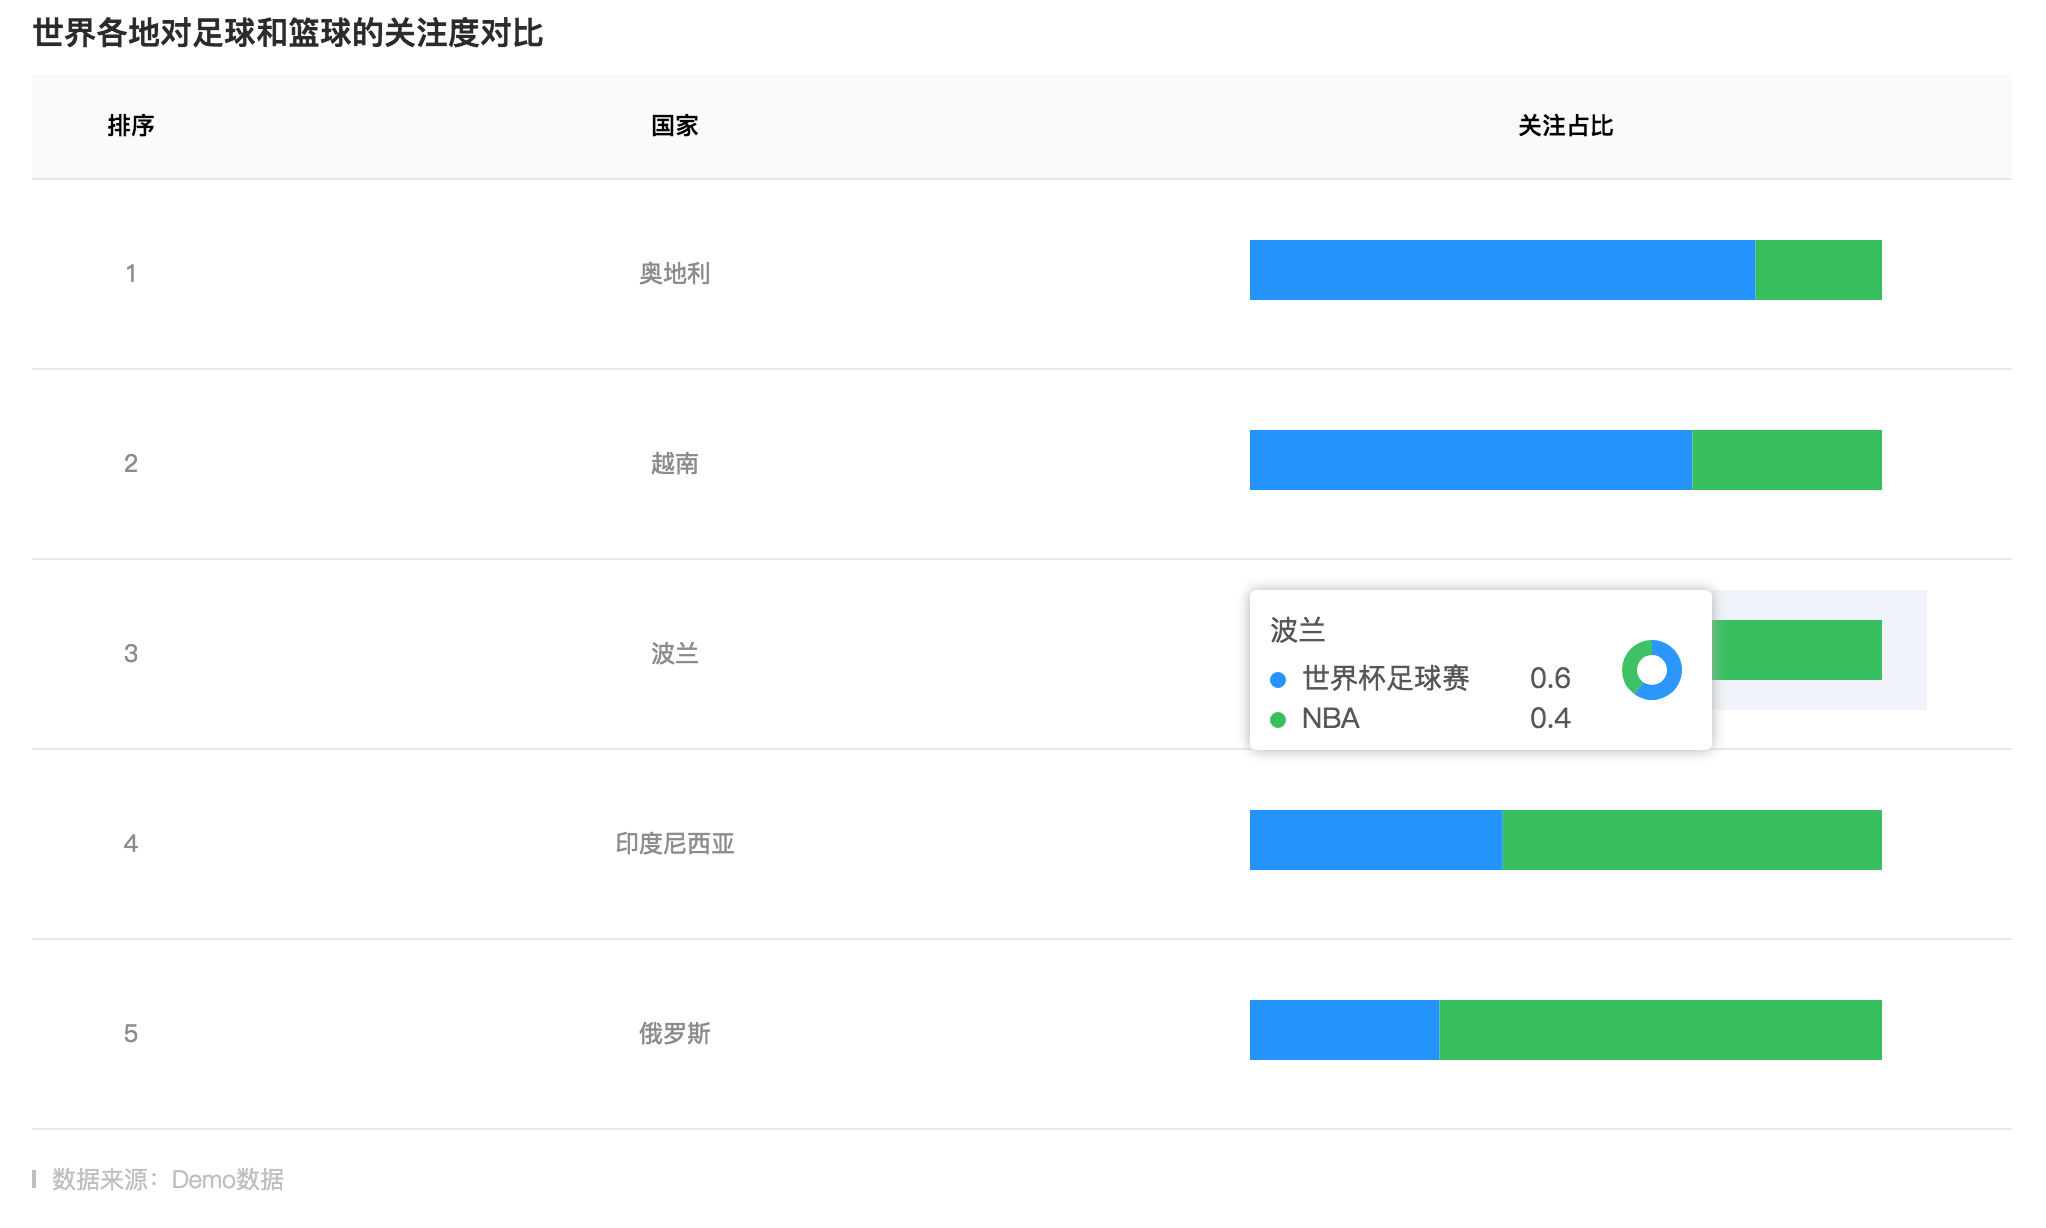 世界各地对足球和篮球的关注度对比
排序 国家 关注占比
1 奥地利
2 越南
3 波兰
波兰
世界杯足球赛 0.6
NBA 0.4
4 印度尼西亚
5 俄罗斯
数据来源：Demo数据